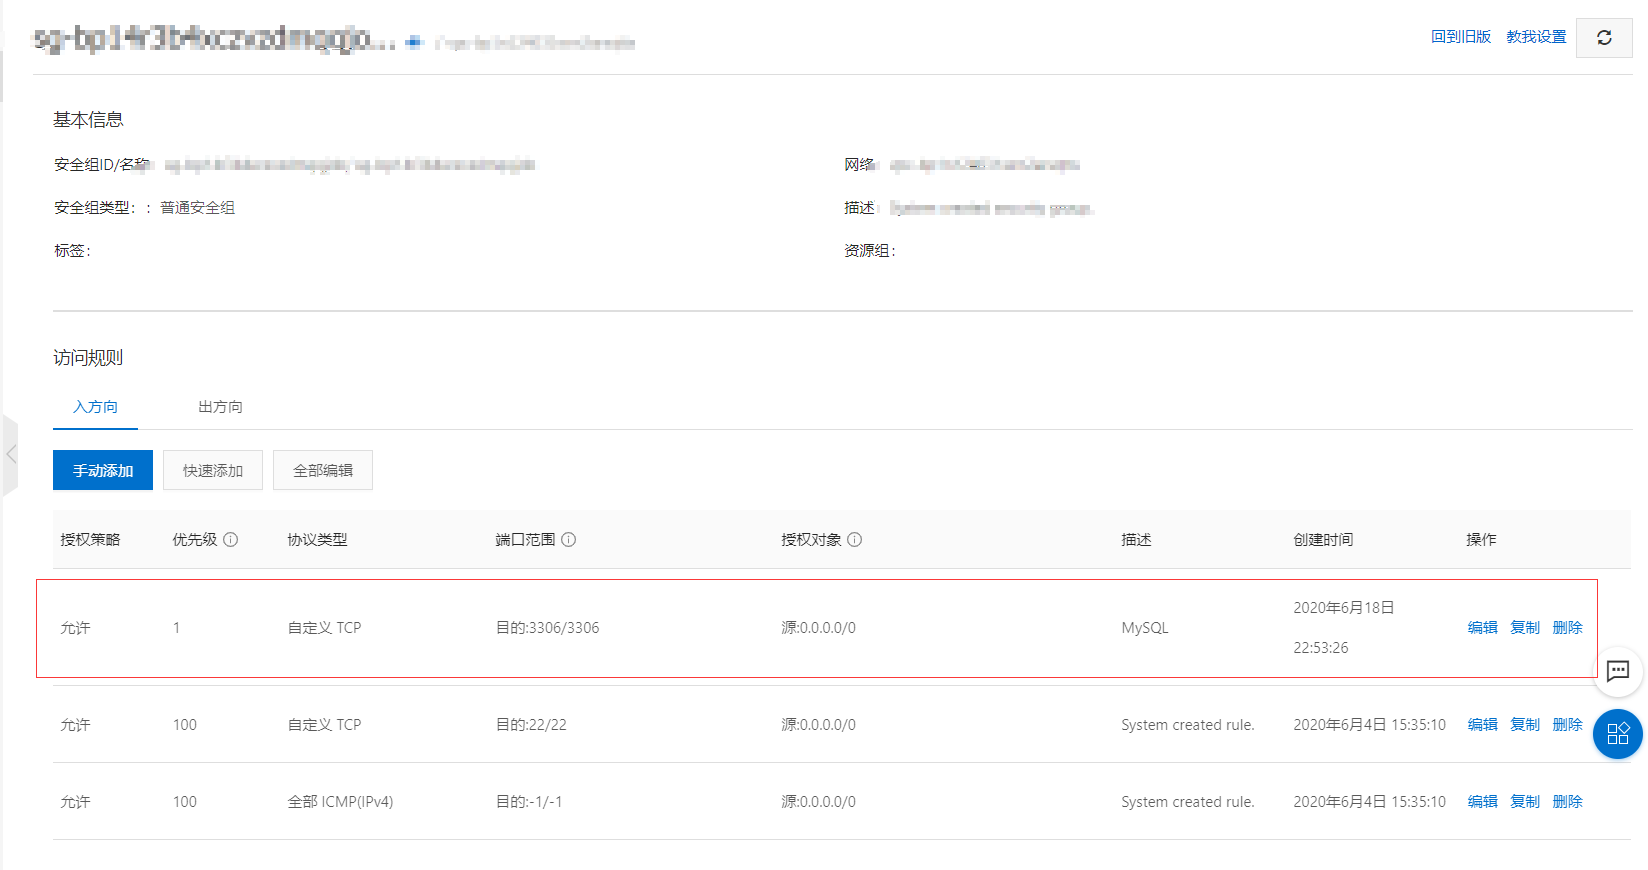 回到旧版 教我设置
基本信息
安全组ID/名称
网络
安全组类型： : 普通安全组
描述
标签：
资源组：
访问规则
入方向 出方向
手动添加 快速添加 全部编辑
授权策略 优先级 协议类型 端口范围 授权对象 描述 创建时间 操作
允许 1 自定义 TCP 目的:3306/3306 源:0.0.0.0/0 MySQL 2020年6月18日
22:53:26 编辑 复制 删除
允许 100 自定义 TCP 目的:22/22 源:0.0.0.0/0 System created rule. 2020年6月4日 15:35:10 编辑 复制 删除
允许 100 全部 ICMP(IPv4) 目的:-1/-1 源:0.0.0.0/0 System created rule. 2020年6月4日 15:35:10 编辑 复制 删除